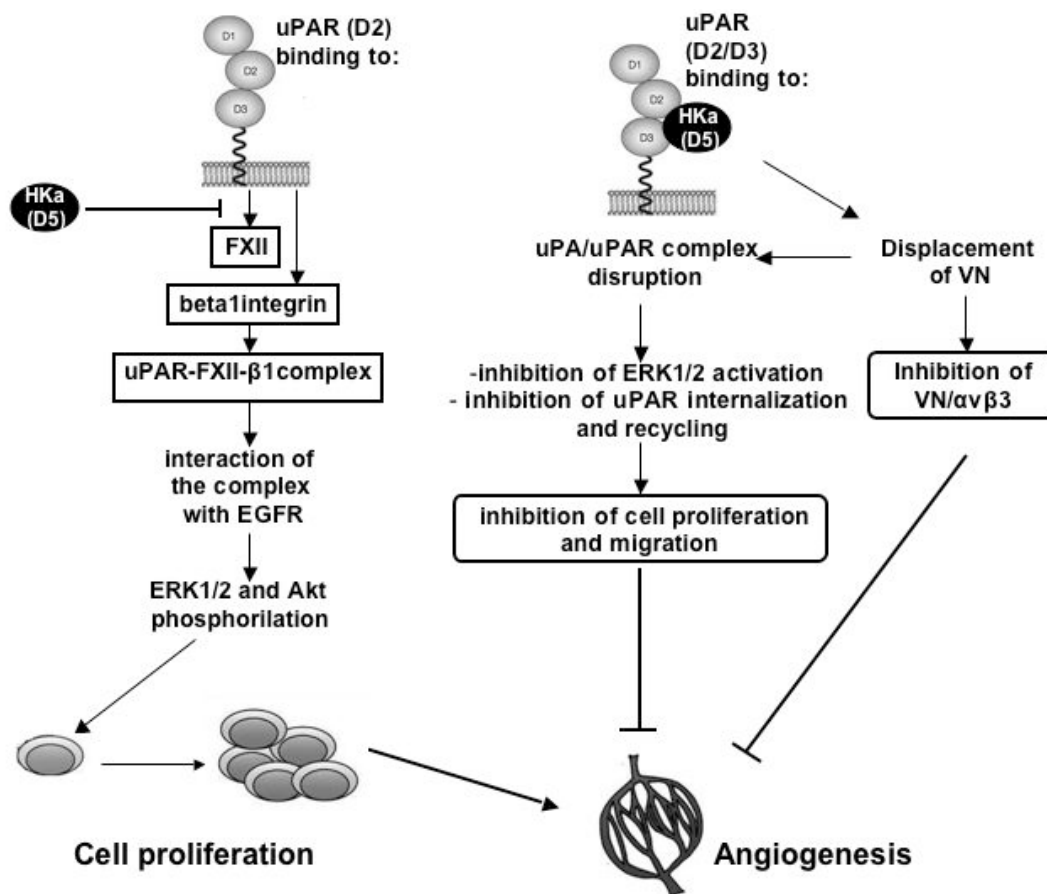 uPAR (D2)
binding to:
D1
D2
D3
HKa
(D5)
FXII
beta1integrin
uPAR-FXII-β1complex
interaction of
the complex
with EGFR
ERK1/2 and Akt
phosphorilation
Cell proliferation
uPAR
(D2/D3)
binding to:
D1
D2
D3
HKa
(D5)
uPA/uPAR complex
disruption
Displacement
of VN
-inhibition of ERK1/2 activation
- inhibition of uPAR internalization
and recycling
Inhibition of
VN/αvβ3
inhibition of cell proliferation
and migration
Angiogenesis